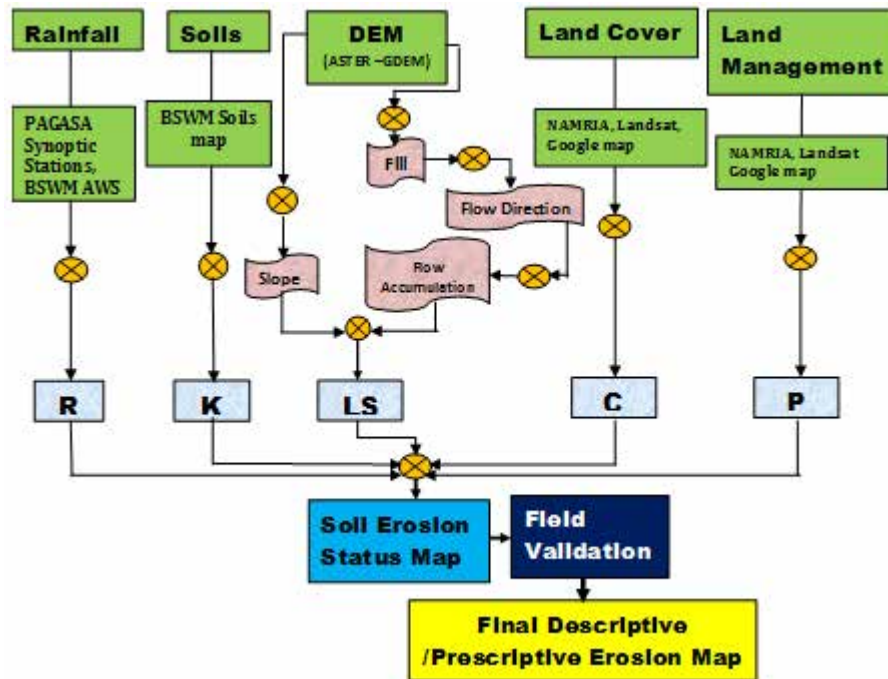 Rainfall
Soils
DEM
(ASTER –GDEM)
Land Cover
Land
Management
PAGASA
Synoptic
Stations,
BSWM AWS
BSWM Soils
map
Fill
Flow Direction
Slope
Flow
Accumulation
NAMRIA, Landsat,
Google map
NAMRIA, Landsat
Google map
R
K
LS
C
P
Soil Erosion
Status Map
Field
Validation
Final Descriptive
/Prescriptive Erosion Map